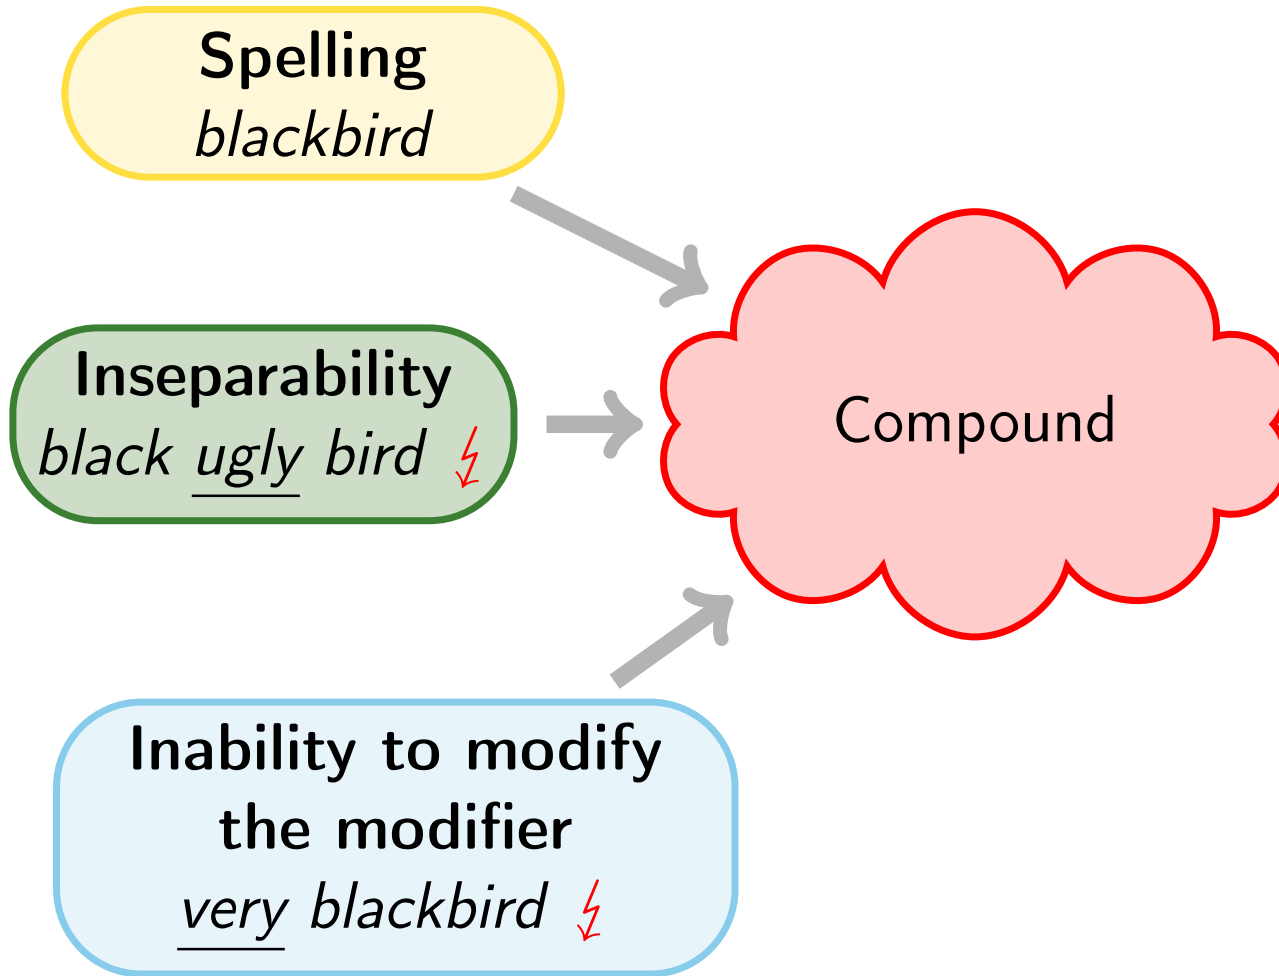 Spelling
blackbird
Inseparability
black ugly bird
Compound
Inability to modify
the modifier
very blackbird